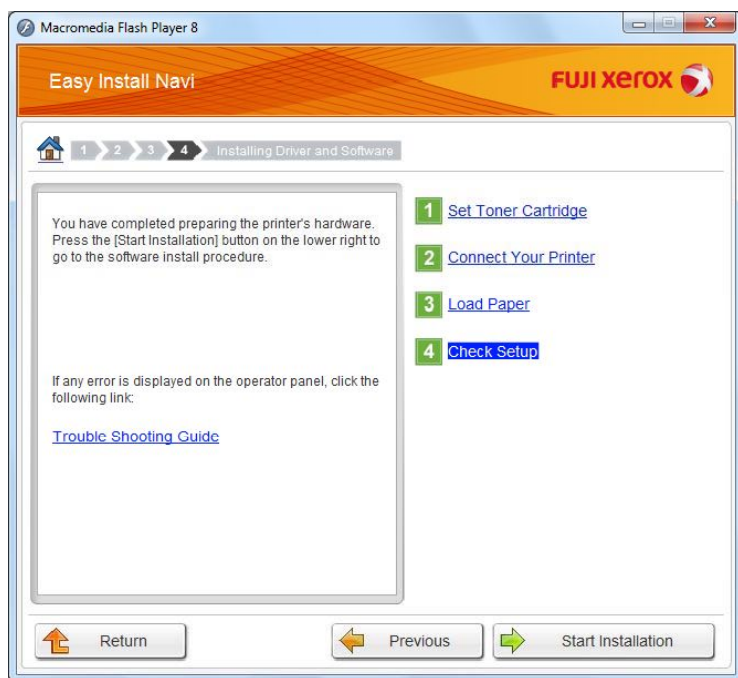 Macromedia Flash Player 8
Easy Install Navi
FUJI xerox
1 2 3 4 Installing Driver and Software
You have completed preparing the printer's hardware.
Press the [Start Installation] button on the lower right to
go to the software install procedure.
If any error is displayed on the operator panel, click the
following link:
Trouble Shooting Guide
1 Set Toner Cartridge
2 Connect Your Printer
3 Load Paper
4 Check Setup
Return
Previous
Start Installation